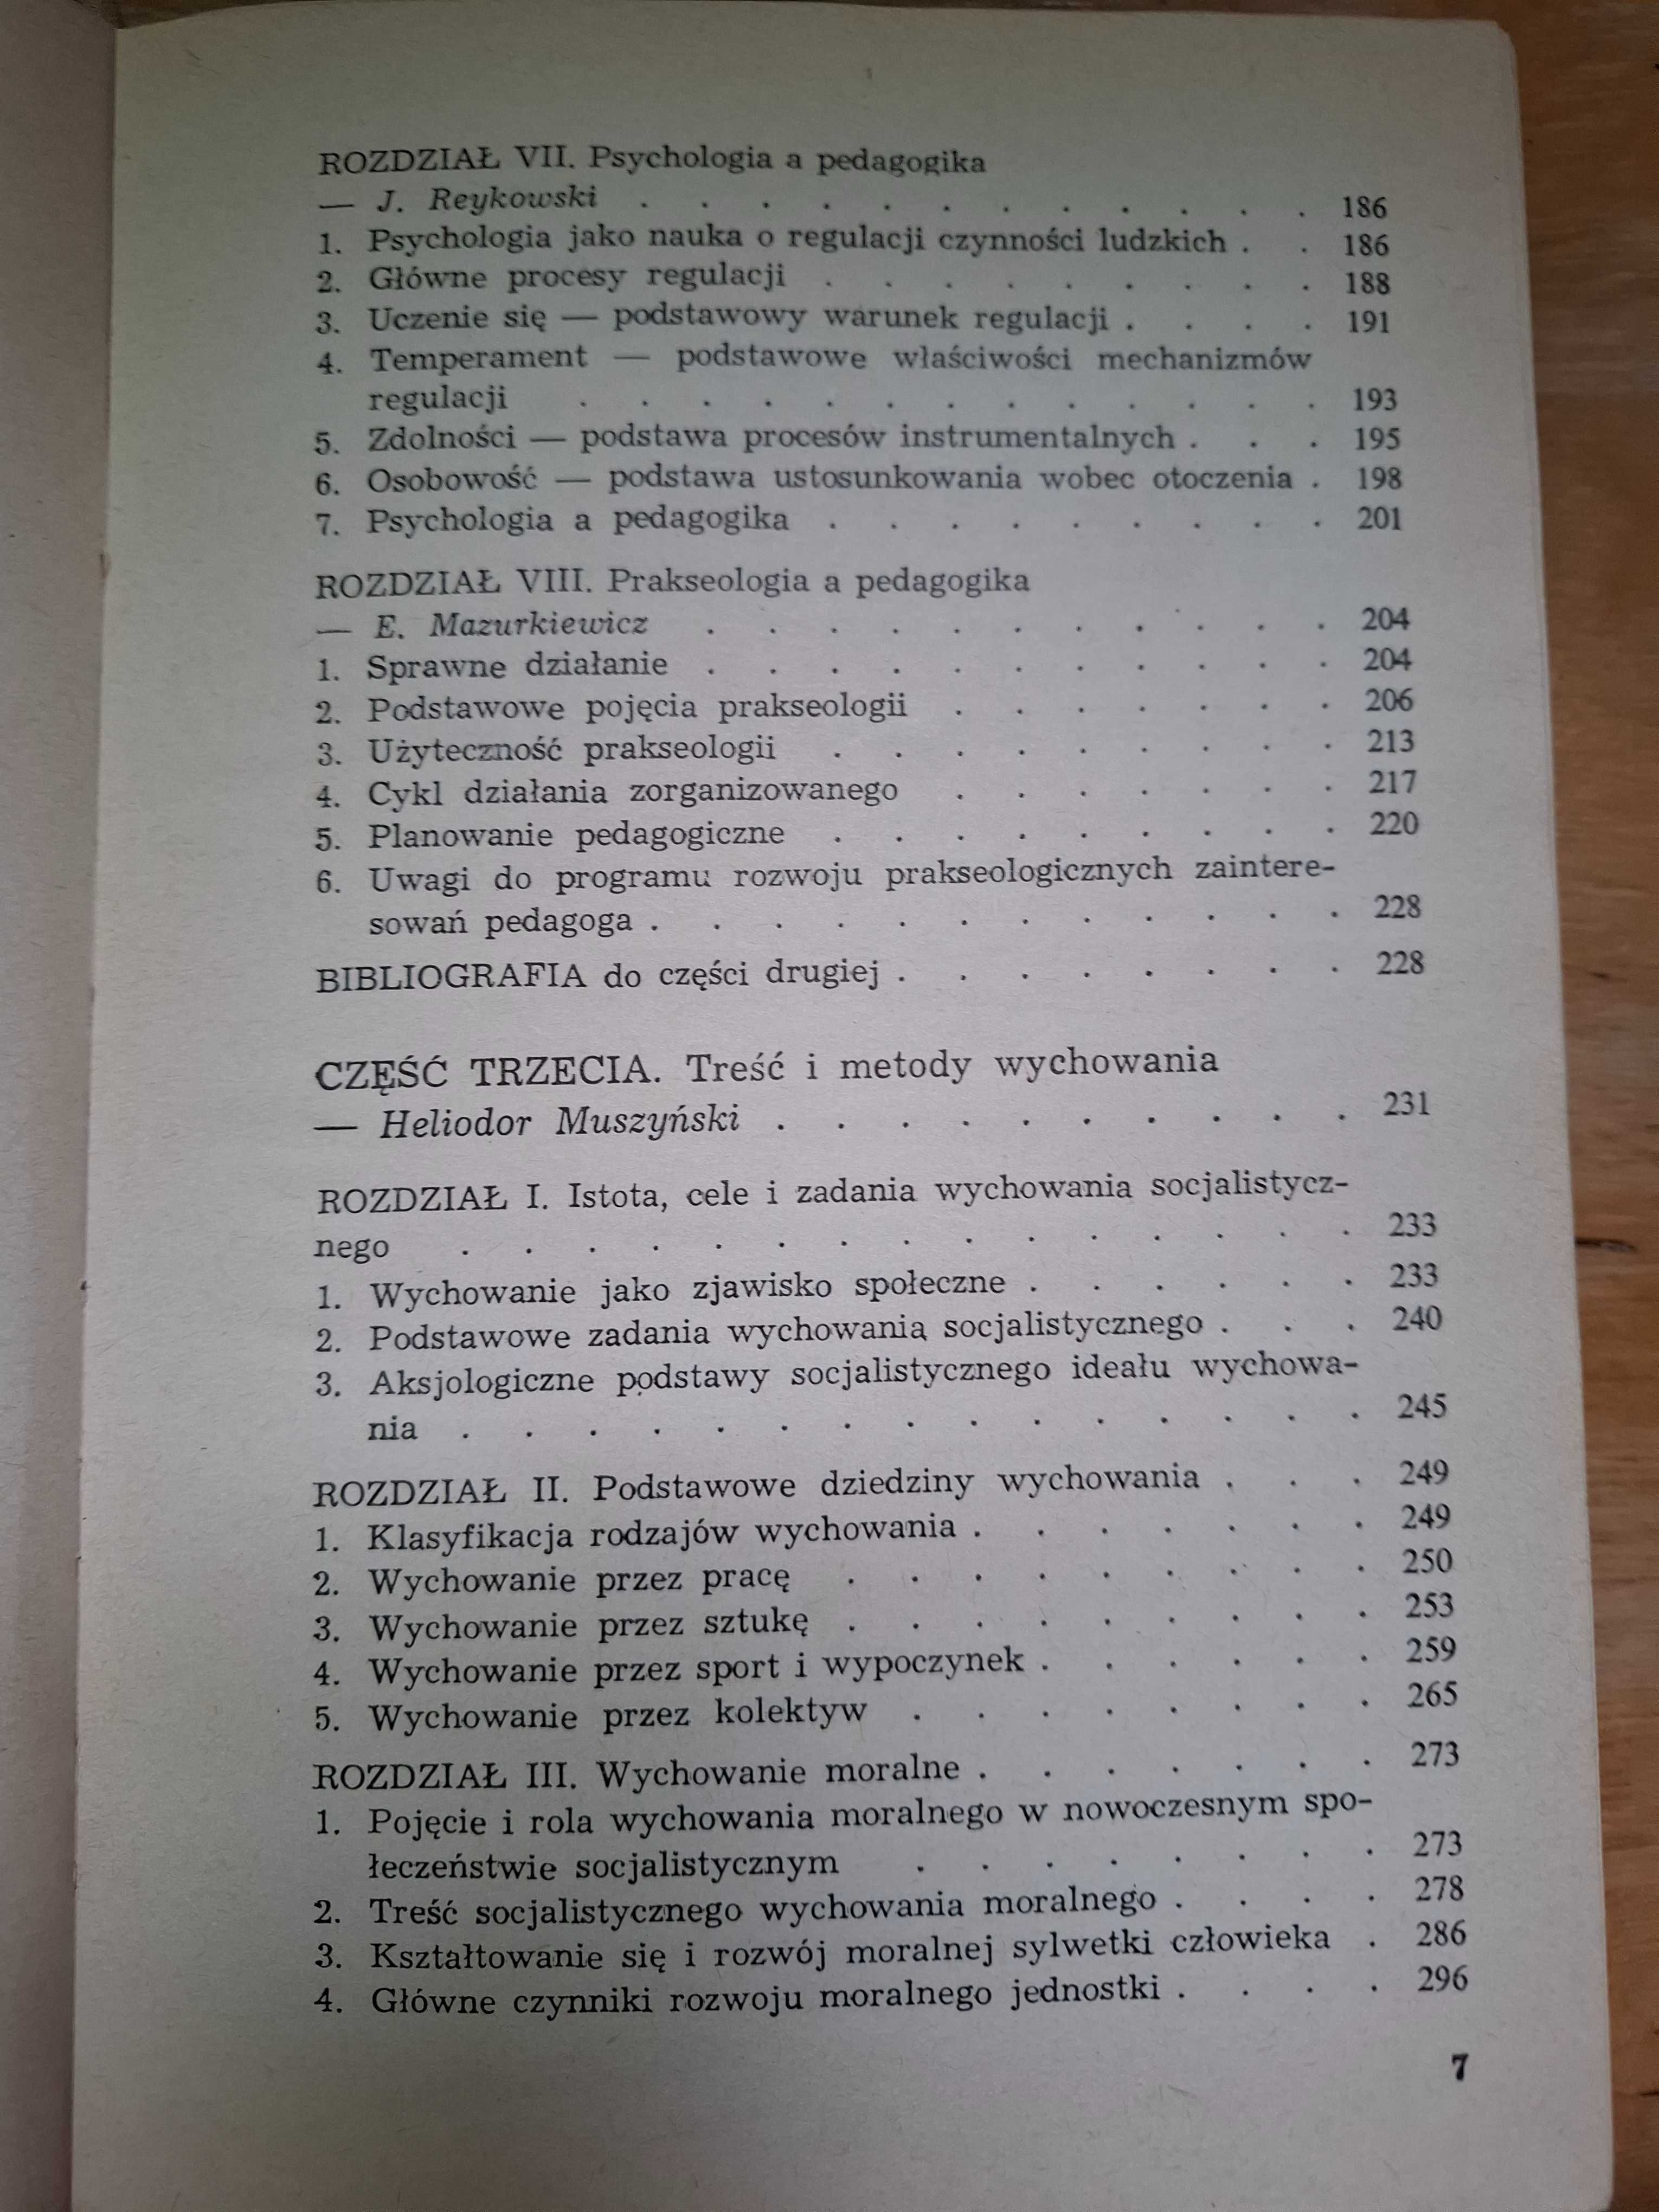 ROZDZIAŁ VII. Psychologia a pedagogika
— J. Reykowski . . . . . . . . . . . . 186
1. Psychologia jako nauka o regulacji czynności ludzkich . . 186
2. Główne procesy regulacji . . . . . . . . . 188
3. Uczenie się — podstawowy warunek regulacji . . . . 191
4. Temperament — podstawowe właściwości mechanizmów
regulacji . . . . . . . . . . . . . 193
5. Zdolności — podstawa procesów instrumentalnych . . . 195
6. Osobowość — podstawa ustosunkowania wobec otoczenia . 198
7. Psychologia a pedagogika . . . . . . . . . 201
ROZDZIAŁ VIII. Prakseologia a pedagogika
— E. Mazurkiewicz . . . . . . . . . . . 204
1. Sprawne działanie . . . . . . . . . . . 204
2. Podstawowe pojęcia prakseologii . . . . . . . 206
3. Użyteczność prakseologii . . . . . . . . . 213
4. Cykl działania zorganizowanego . . . . . . . 217
5. Planowanie pedagogiczne . . . . . . . . . 220
6. Uwagi do programu rozwoju prakseologicznych zaintere-
sowań pedagoga . . . . . . . . . . . . 228
BIBLIOGRAFIA do części drugiej . . . . . . . . 228
CZĘŚĆ TRZECIA. Treść i metody wychowania
— Heliodor Muszyński . . . . . . . . . . 231
ROZDZIAŁ I. Istota, cele i zadania wychowania socjalistycz-
nego . . . . . . . . . . . . . . . 233
1. Wychowanie jako zjawisko społeczne . . . . . . 233
2. Podstawowe zadania wychowania socjalistycznego . . . 240
3. Aksjologiczne podstawy socjalistycznego ideału wychowa-
nia . . . . . . . . . . . . . . . 245
ROZDZIAŁ II. Podstawowe dziedziny wychowania . . . 249
1. Klasyfikacja rodzajów wychowania . . . . . . . 249
2. Wychowanie przez pracę . . . . . . . . . 250
3. Wychowanie przez sztukę . . . . . . . . . 253
4. Wychowanie przez sport i wypoczynek . . . . . . 259
5. Wychowanie przez kolektyw . . . . . . . . 265
ROZDZIAŁ III. Wychowanie moralne . . . . . . . 273
1. Pojęcie i rola wychowania moralnego w nowoczesnym spo-
łeczeństwie socjalistycznym . . . . . . . . 273
2. Treść socjalistycznego wychowania moralnego . . . . 278
3. Kształtowanie się i rozwój moralnej sylwetki człowieka . 286
4. Główne czynniki rozwoju moralnego jednostki . . . . 296
7